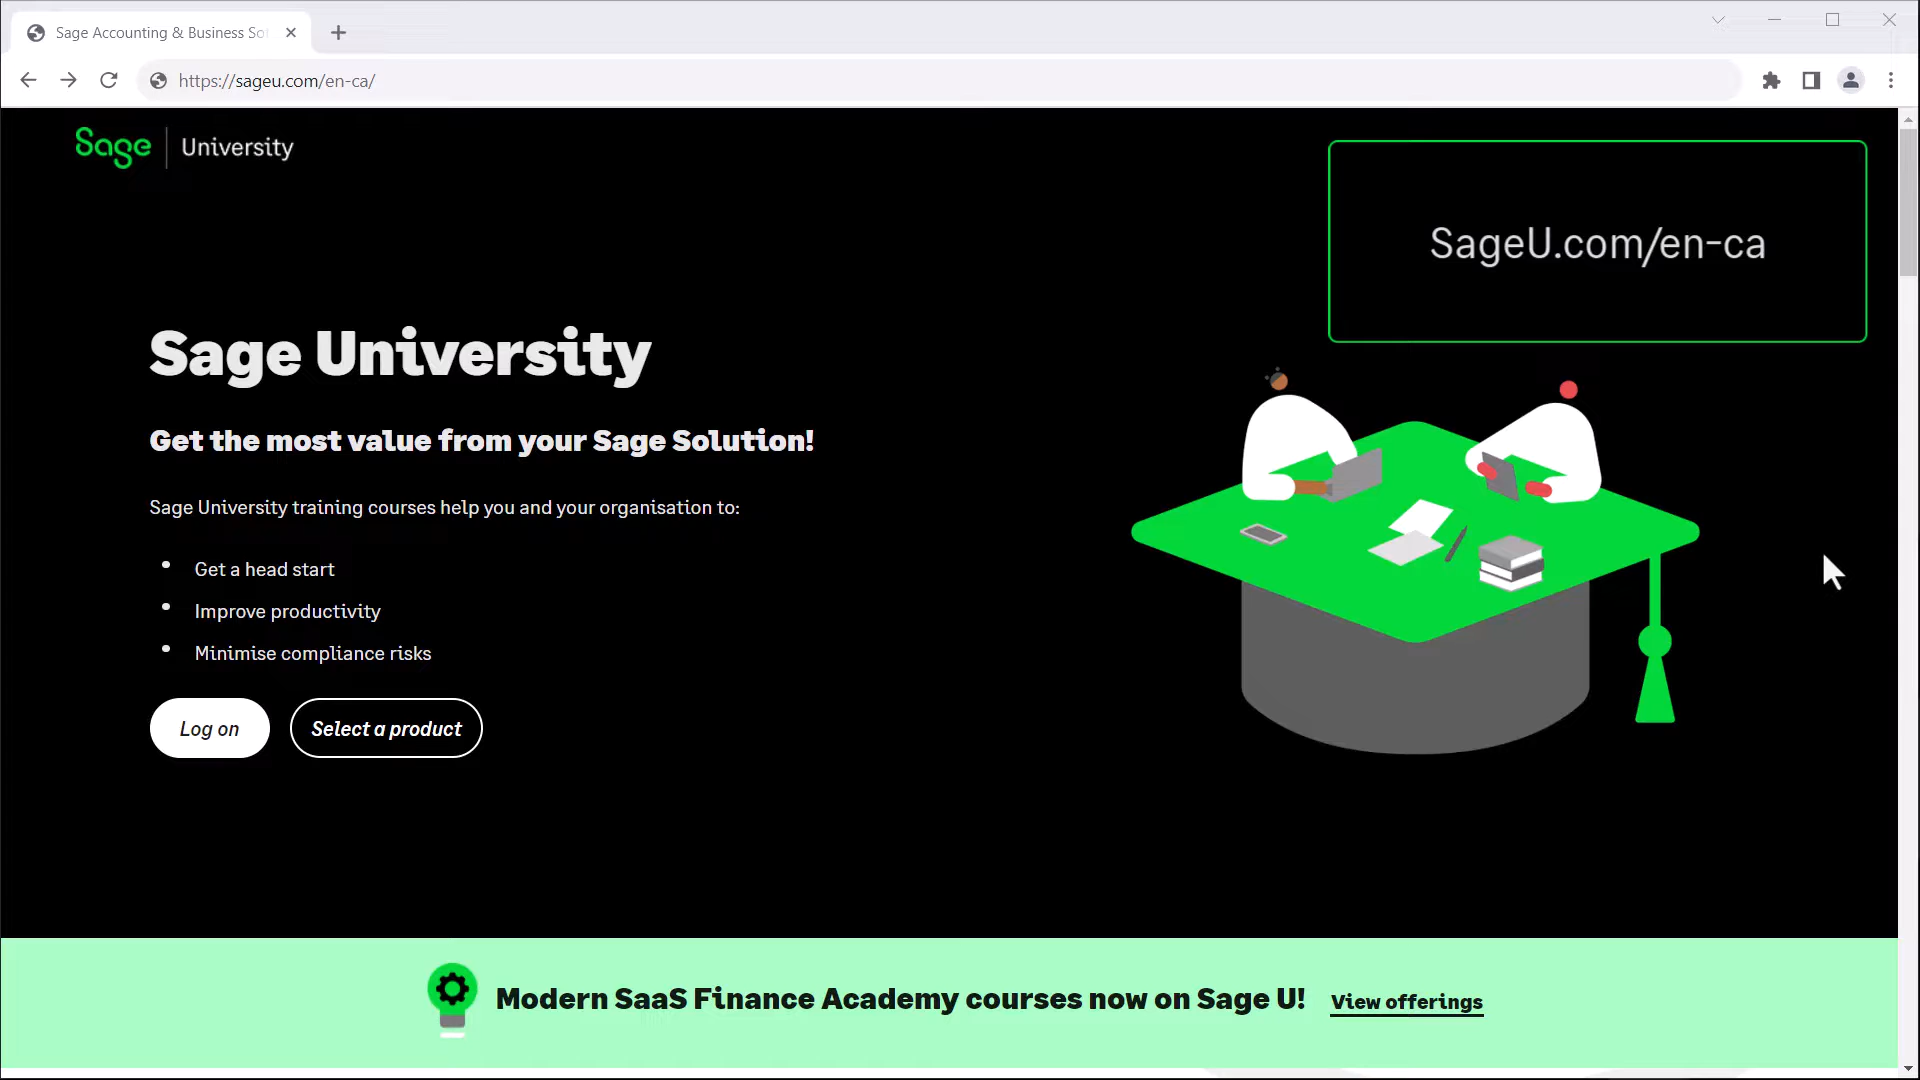 Sage Accounting & Business So
https://sageu.com/en-ca/
Sage University
SageU.com/en-ca
Sage University
Get the most value from your Sage Solution!
Sage University training courses help you and your organisation to:
Get a head start
Improve productivity
Minimise compliance risks
Log on
Select a product
Modern SaaS Finance Academy courses now on Sage U! View offerings